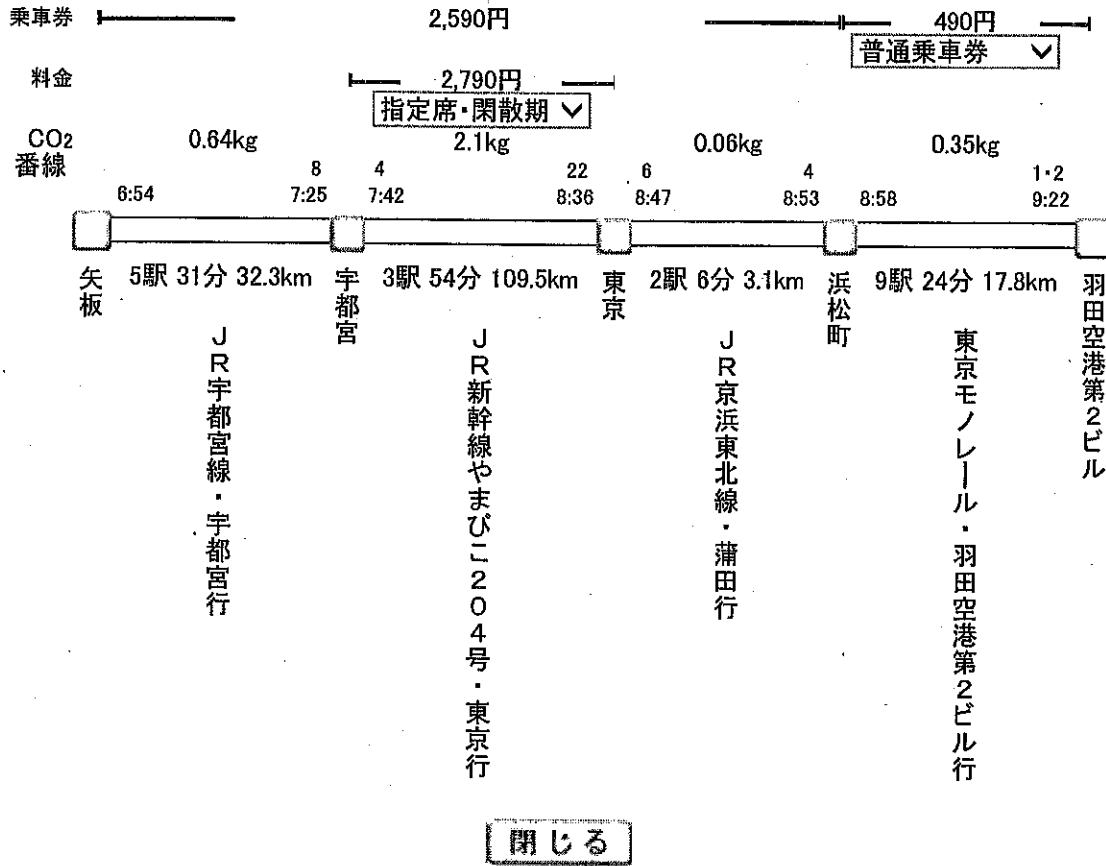 乗車券 2,590円 490円
普通乗車券
料金 2,790円
指定席・閑散期
CO2 0.64kg 2.1kg 0.06kg 0.35kg
番線 8 4 22 6 4 1・2
6:54 7:25 7:42 8:36 8:47 8:53 8:58 9:22
5駅 31分 32.3km 3駅 54分 109.5km 2駅 6分 3.1km 9駅 24分 17.8km
矢板
宇都宮
東京
浜松町
羽田空港第2ビル
JR宇都宮線・宇都宮行
JR新幹線やまびこ204号・東京行
JR京浜東北線・蒲田行
東京モノレール・羽田空港第2ビル行
閉じる